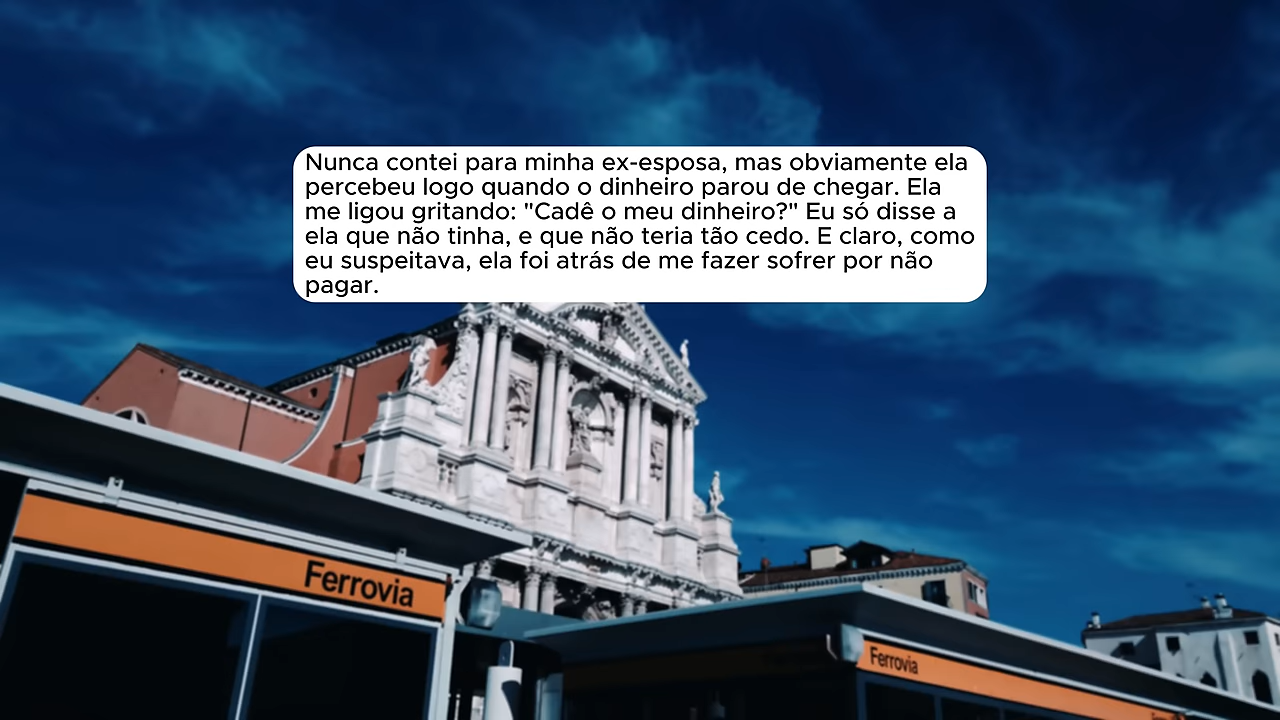 Nunca contei para minha ex-esposa, mas obviamente ela
percebeu logo quando o dinheiro parou de chegar. Ela
me ligou gritando: "Cadê o meu dinheiro?" Eu só disse a
ela que não tinha, e que não teria tão cedo. E claro, como
eu suspeitava, ela foi atrás de me fazer sofrer por não
pagar.
Ferrovia
Ferrovia